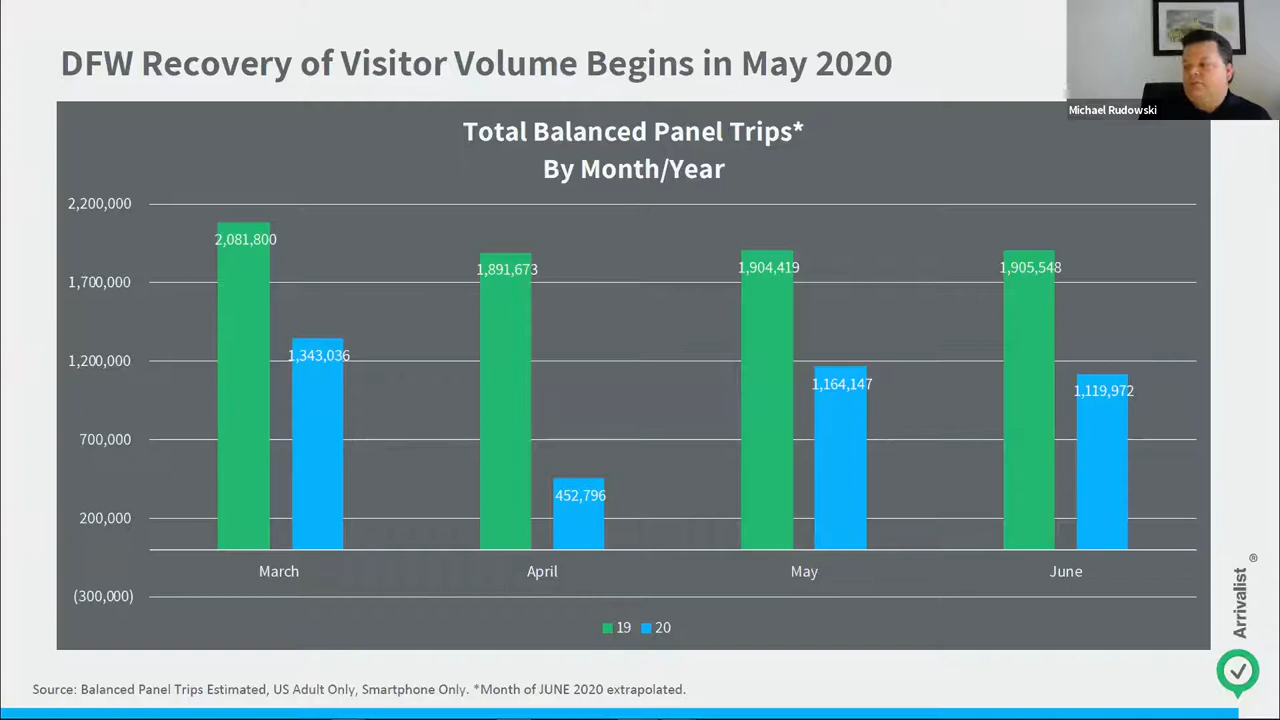 DFW Recovery of Visitor Volume Begins in May 2020
Michael Rudowski
Total Balanced Panel Trips*
By Month/Year
2,200,000
1,700,000
1,200,000
700,000
200,000
(300,000)
2,081,800
1,343,036
1,891,673
452,796
1,904,419
1,164,147
1,905,548
1,119,972
March
April
May
June
19
20
Arrivalist®
Source: Balanced Panel Trips Estimated, US Adult Only, Smartphone Only. *Month of JUNE 2020 extrapolated.